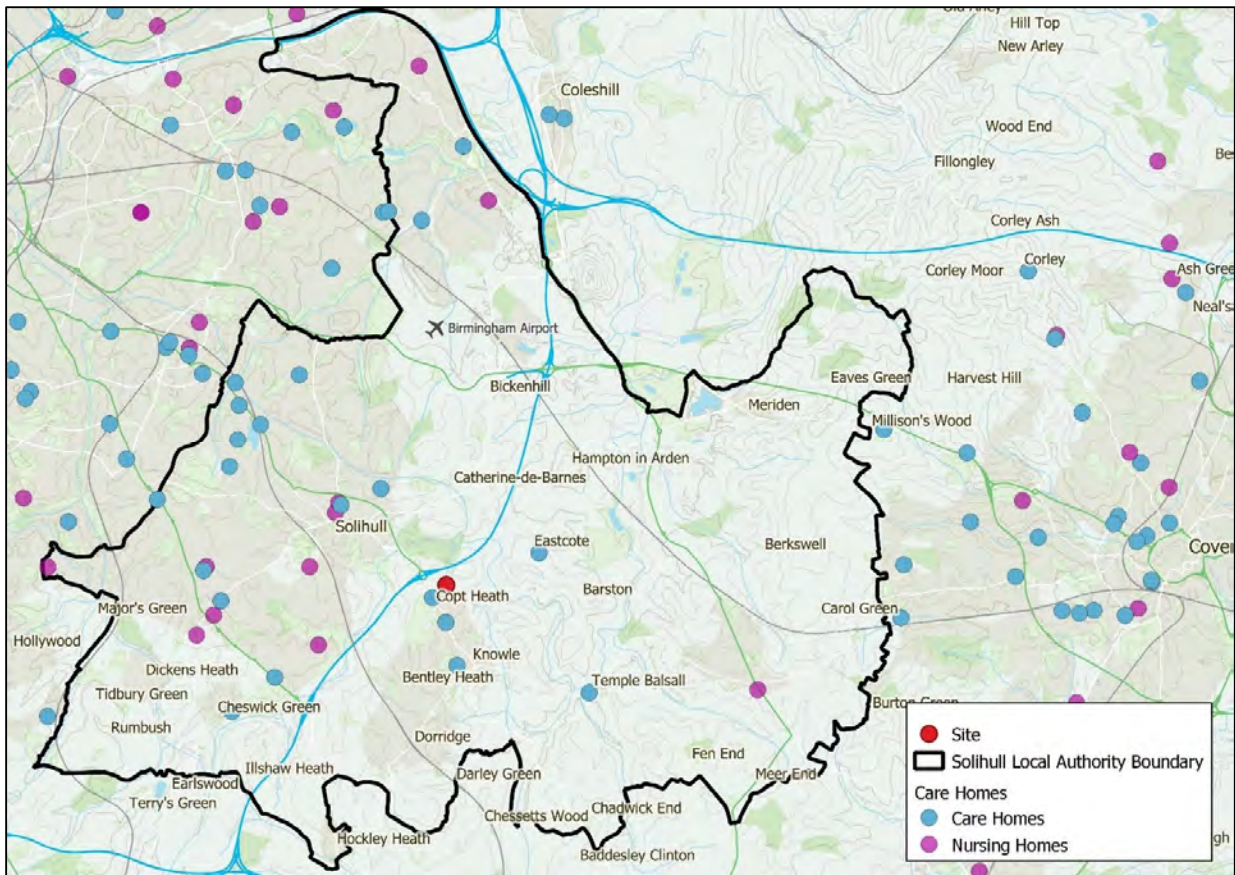 Hill Top
New Arley
Coleshill
Wood End
Fillongley
Corley Ash
Corley Moor
Corley
Ash Gree
Neal's
Birmingham Airport
Bickenhill
Eaves Green
Harvest Hill
Meriden
Millison's Wood
Hampton in Arden
Catherine-de-Barnes
Solihull
Eastcote
Berkswell
Cover
Copt Heath
Barston
Major's Green
Carol Green
Hollywood
Knowle
Dickens Heath
Bentley Heath
Temple Balsall
Tidbury Green
Cheswick Green
Burton Green
Rumbush
Dorridge
Fen End
Illshaw Heath
Darley Green
Meer End
Earlswood
Terry's Green
Chadwick End
Chessetts Wood
Hockley Heath
Baddesley Clinton
Site
Solihull Local Authority Boundary
Care Homes
Care Homes
Nursing Homes